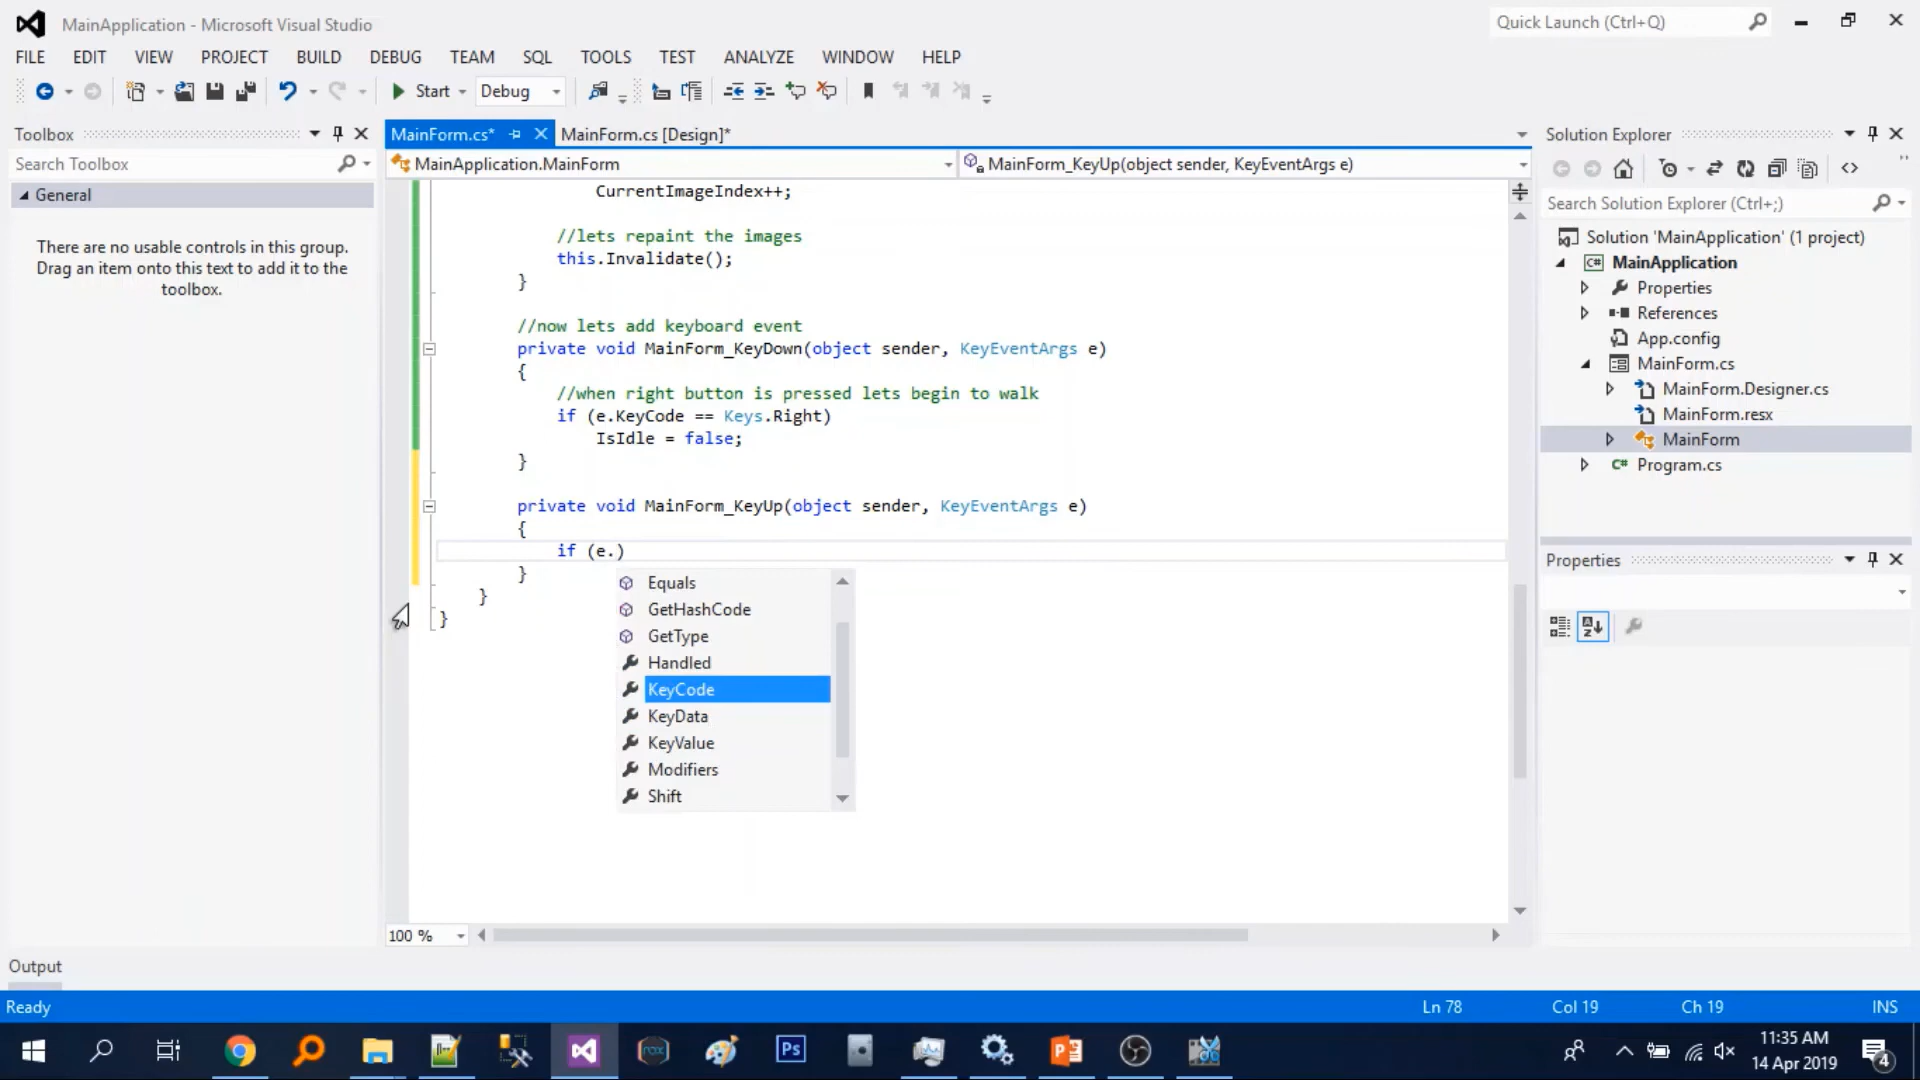 MainApplication - Microsoft Visual Studio
Quick Launch (Ctrl+Q)
FILE EDIT VIEW PROJECT BUILD DEBUG TEAM SQL TOOLS TEST ANALYZE WINDOW HELP
Start Debug
Toolbox
Search Toolbox
General
There are no usable controls in this group.
Drag an item onto this text to add it to the
toolbox.
MainForm.cs* MainForm.cs [Design]*
MainApplication.MainForm MainForm_KeyUp(object sender, KeyEventArgs e)
CurrentImageIndex++;
//lets repaint the images
this.Invalidate();
}
//now lets add keyboard event
private void MainForm_KeyDown(object sender, KeyEventArgs e)
{
//when right button is pressed lets begin to walk
if (e.KeyCode == Keys.Right)
IsIdle = false;
}
private void MainForm_KeyUp(object sender, KeyEventArgs e)
{
if (e.)
}
}
}
Equals
GetHashCode
GetType
Handled
KeyCode
KeyData
KeyValue
Modifiers
Shift
100 %
Solution Explorer
Search Solution Explorer (Ctrl+;)
Solution 'MainApplication' (1 project)
C# MainApplication
Properties
References
App.config
MainForm.cs
MainForm.Designer.cs
MainForm.resx
MainForm
C# Program.cs
Properties
Output
Ready
Ln 78 Col 19 Ch 19 INS
Ps
11:35 AM
14 Apr 2019
4